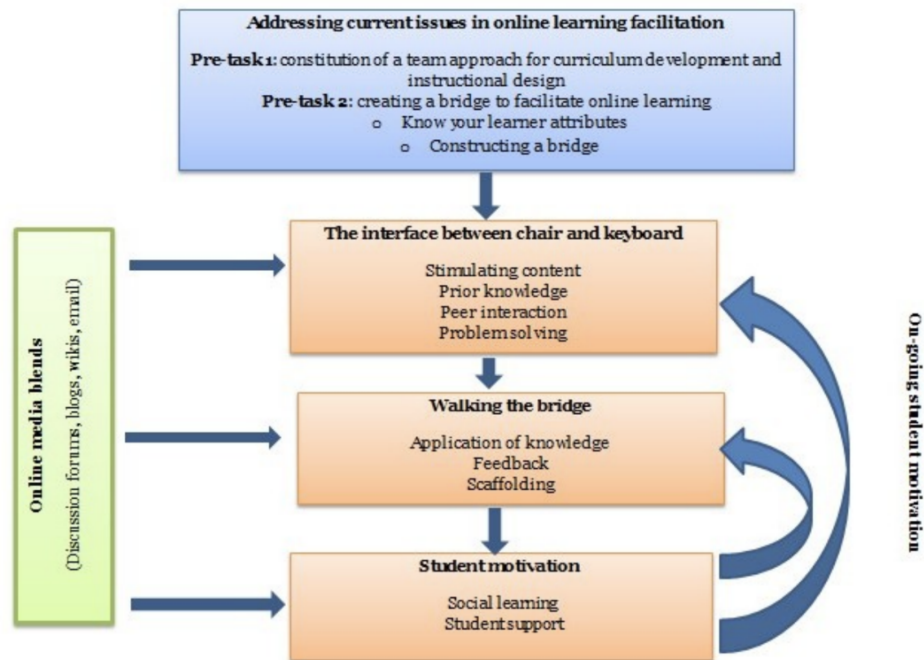 Addressing current issues in online learning facilitation
Pre-task 1: constitution of a team approach for curriculum development and
instructional design
Pre-task 2: creating a bridge to facilitate online learning
o Know your learner attributes
o Constructing a bridge
The interface between chair and keyboard
Stimulating content
Prior knowledge
Peer interaction
Problem solving
Walking the bridge
Application of knowledge
Feedback
Scaffolding
Student motivation
Social learning
Student support
Online media blends
(Discussion forums, blogs, wikis, email)
On-going student motivation